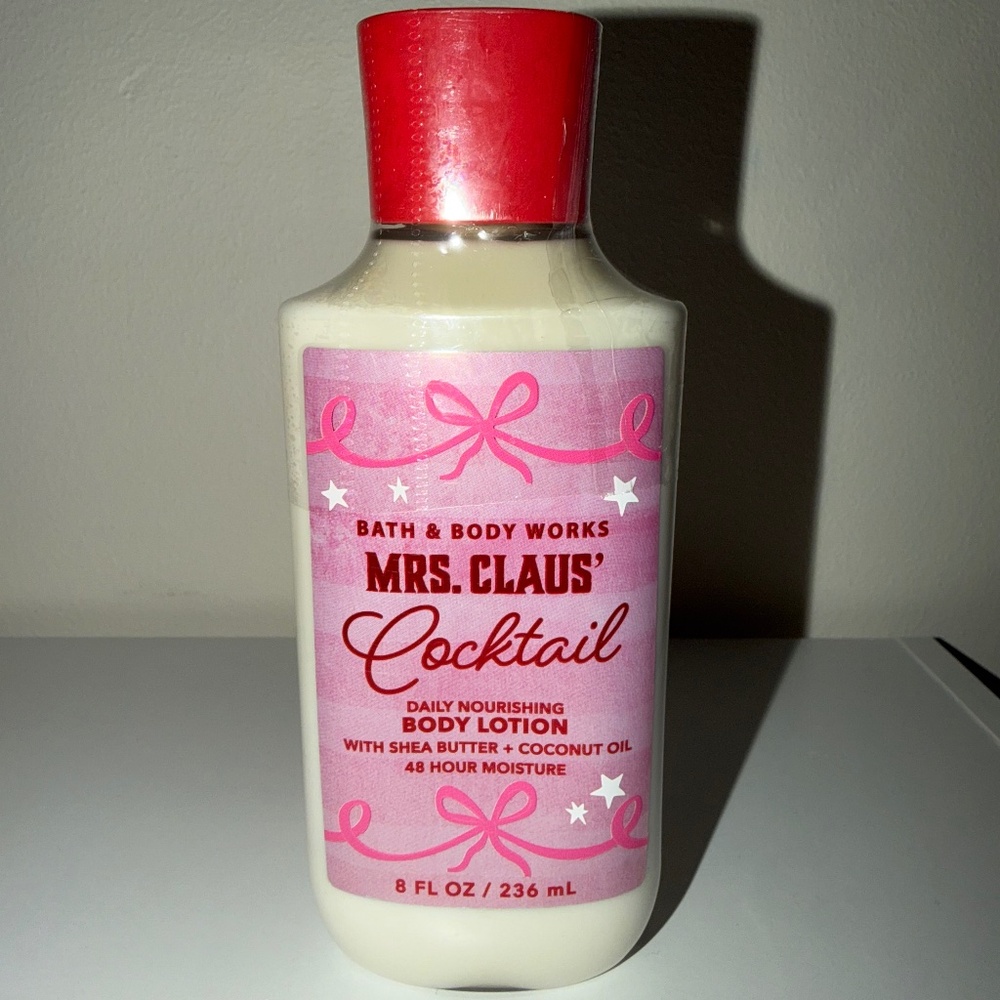 BATH & BODY WORKS
MRS. CLAUS'
Cocktail
DAILY NOURISHING
BODY LOTION
WITH SHEA BUTTER + COCONUT OIL
48 HOUR MOISTURE
8 FL OZ / 236 mL